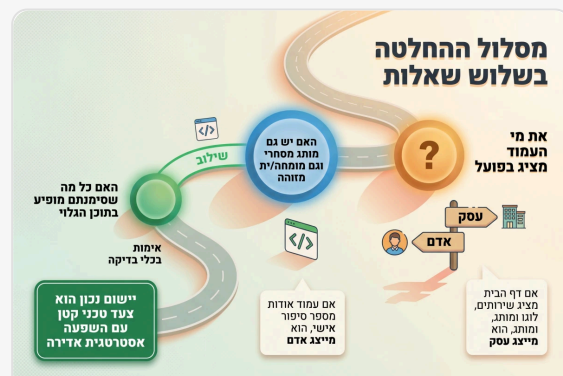 מסלול ההחלטה
בשלוש שאלות
את מי
העמוד
מציג בפועל
?
עסק
אדם
אם דף הבית
מציג שירותים,
לוגו ומותג,
ומותג, הוא
מייצג עסק
האם יש גם
מותג מסחרי
וגם מומחה/ית
מזוהה
</>
אם עמוד אודות
מספר סיפור
אישי, הוא
מייצג אדם
</>
שילוב
האם כל מה
שסימנתם מופיע
בתוכן הגלוי
אימות
בכלי בדיקה
יישום נכון הוא
צעד טכני קטן
עם השפעה
אסטרטגית אדירה